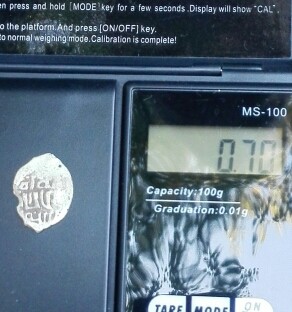 en press and hold [MODE] key for a few seconds .Display will show "CAL".
o the platform.And press [ON/OFF] key.
to normal weighing mode.Calibration is complete!
MS-100
0.70
Capacity:100g
Graduation:0.01g
TARE MODE ON